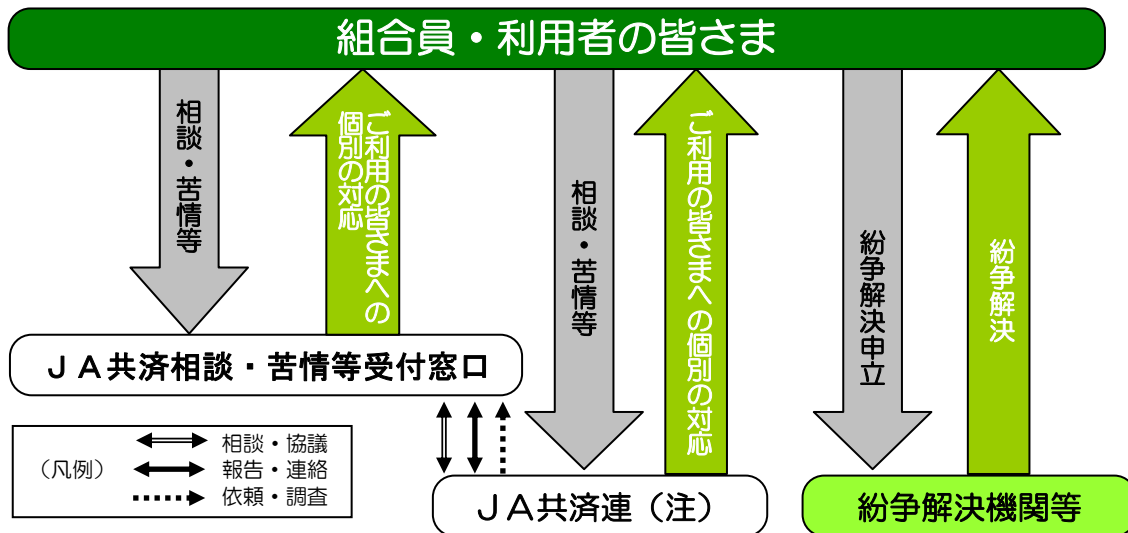 組合員・利用者の皆さま
相談・苦情等
ご利用の皆さまへの
個別の対応
相談・苦情等
ご利用の皆さまへの個別の対応
紛争解決申立
紛争解決
ＪＡ共済相談・苦情等受付窓口
（凡例）
相談・協議
報告・連絡
依頼・調査
ＪＡ共済連（注）
紛争解決機関等